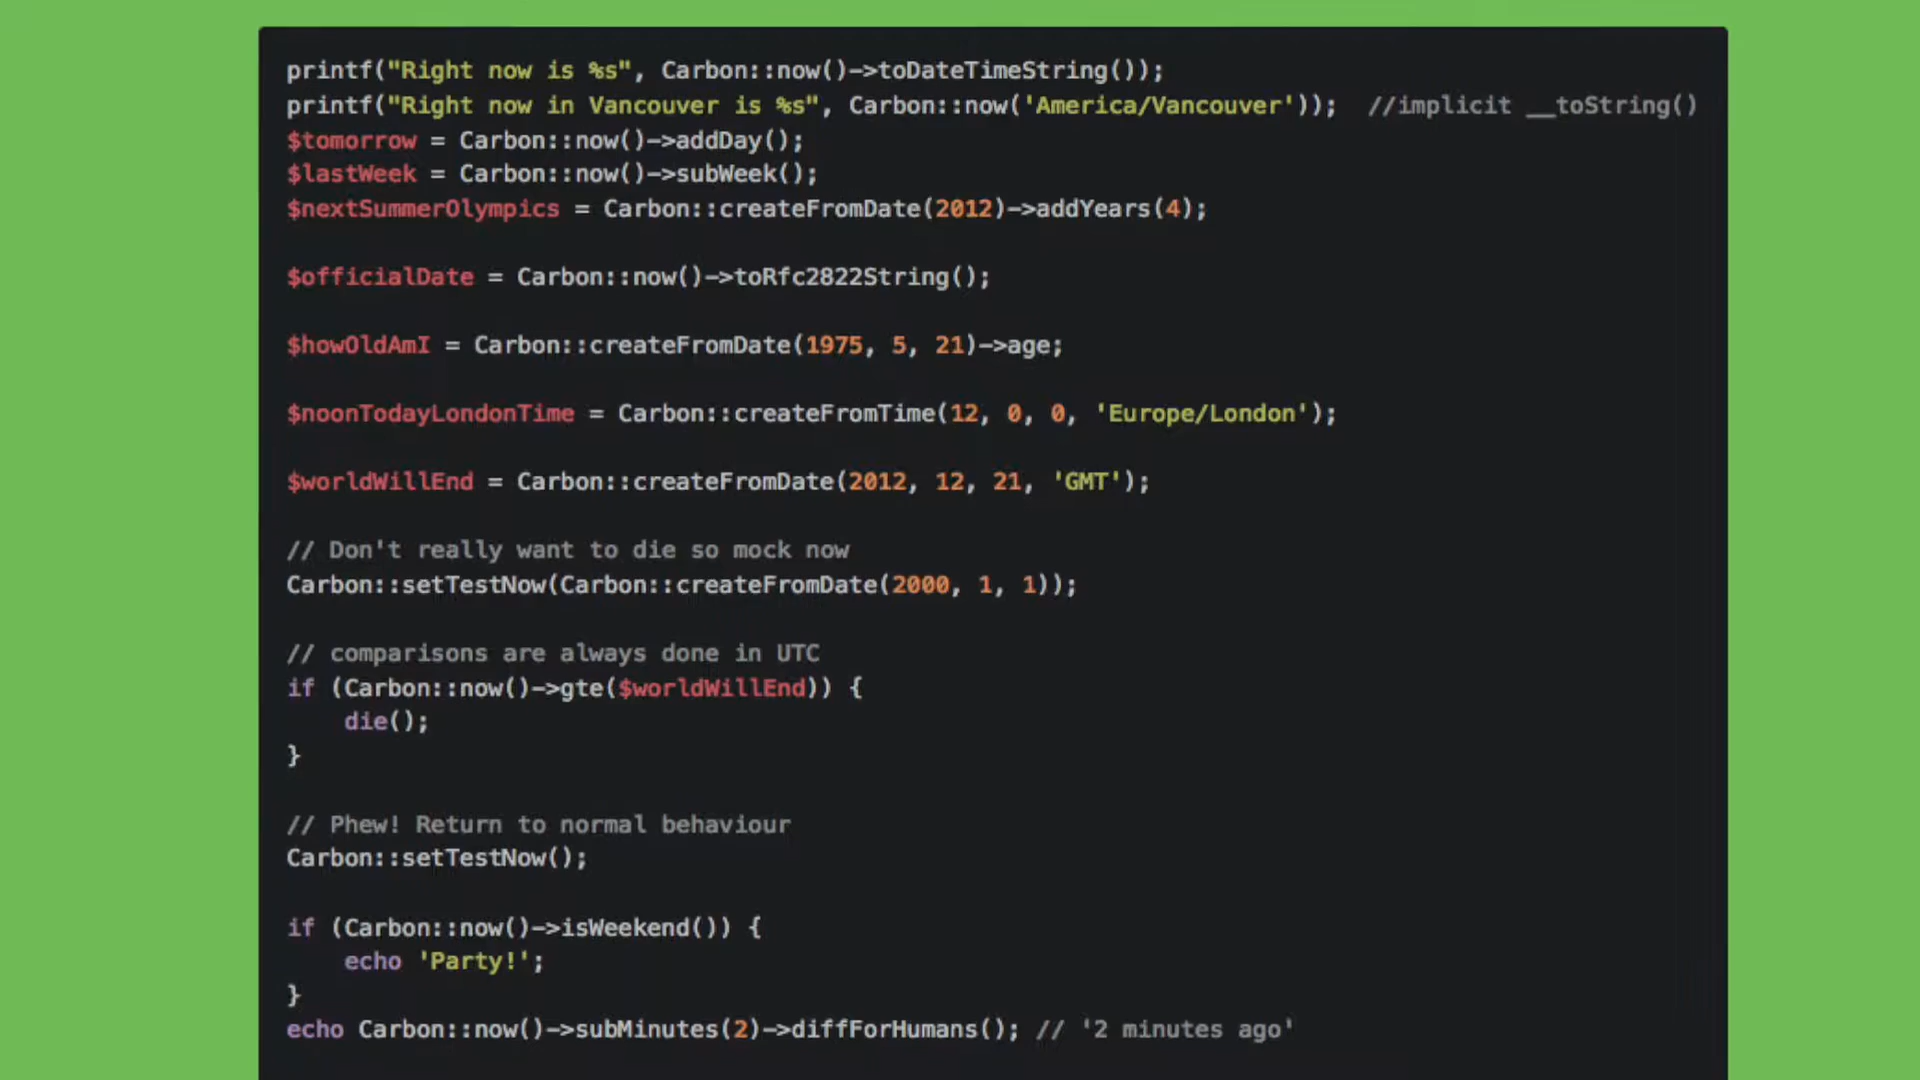 printf("Right now is %s", Carbon::now()->toDateTimeString());
printf("Right now in Vancouver is %s", Carbon::now('America/Vancouver'));  //implicit __toString()
$tomorrow = Carbon::now()->addDay();
$lastWeek = Carbon::now()->subWeek();
$nextSummerOlympics = Carbon::createFromDate(2012)->addYears(4);

$officialDate = Carbon::now()->toRfc2822String();

$howOldAmI = Carbon::createFromDate(1975, 5, 21)->age;

$noonTodayLondonTime = Carbon::createFromTime(12, 0, 0, 'Europe/London');

$worldWillEnd = Carbon::createFromDate(2012, 12, 21, 'GMT');

// Don't really want to die so mock now
Carbon::setTestNow(Carbon::createFromDate(2000, 1, 1));

// comparisons are always done in UTC
if (Carbon::now()->gte($worldWillEnd)) {
    die();
}

// Phew! Return to normal behaviour
Carbon::setTestNow();

if (Carbon::now()->isWeekend()) {
    echo 'Party!';
}
echo Carbon::now()->subMinutes(2)->diffForHumans(); // '2 minutes ago'